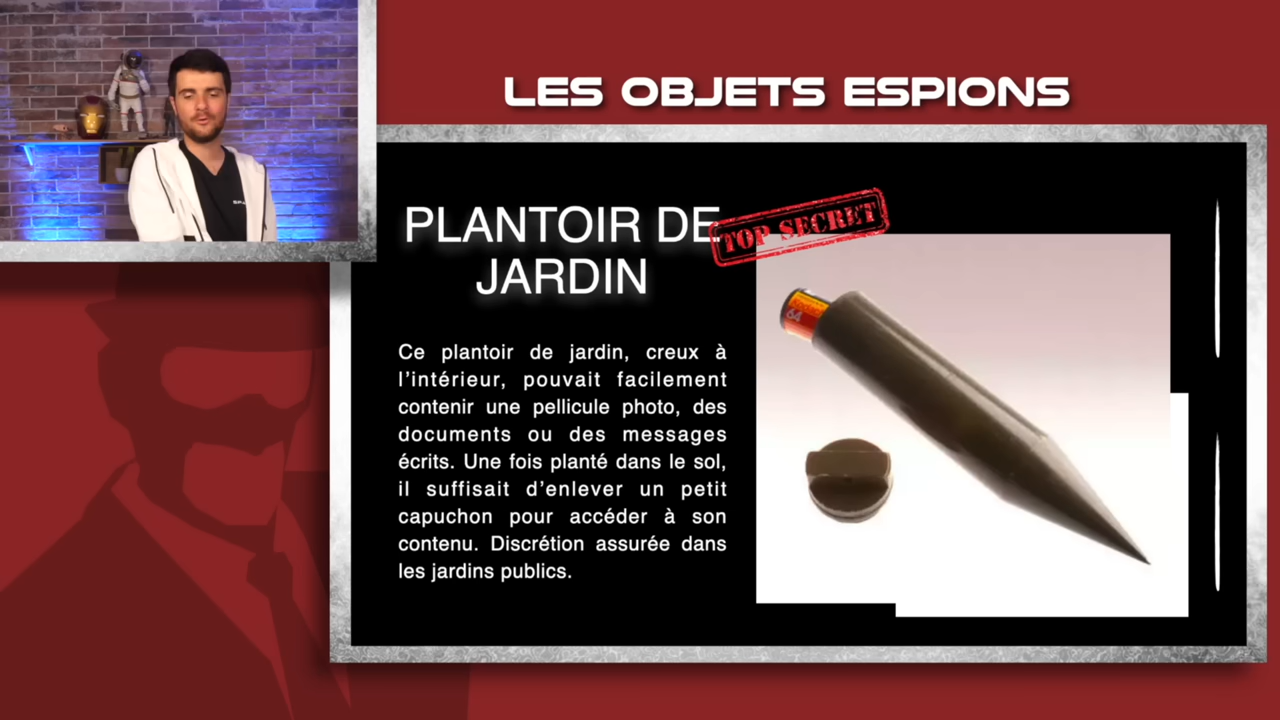 LES OBJETS ESPIONS
PLANTOIR DE
JARDIN
TOP SECRET
Kodak
64
Ce plantoir de jardin, creux à
l'intérieur, pouvait facilement
contenir une pellicule photo, des
documents ou des messages
écrits. Une fois planté dans le sol,
il suffisait d'enlever un petit
capuchon pour accéder à son
contenu. Discrétion assurée dans
les jardins publics.